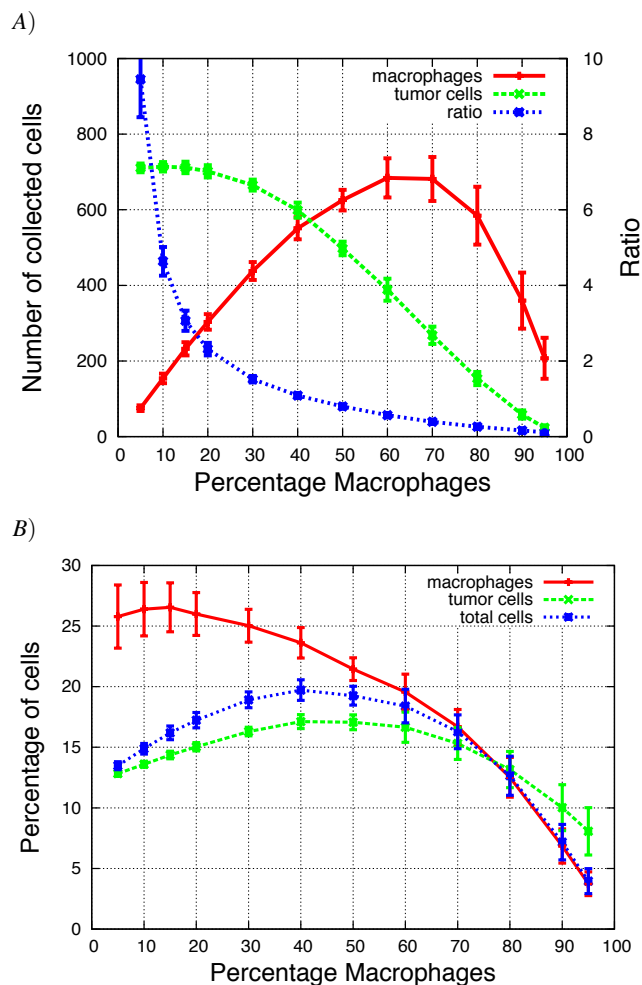 A)
macrophages
tumor cells
ratio
Number of collected cells
1000
800
600
400
200
0
Ratio
10
8
6
4
2
0
0 10 20 30 40 50 60 70 80 90 100
Percentage Macrophages
B)
macrophages
tumor cells
total cells
Percentage of cells
30
25
20
15
10
5
0
0 10 20 30 40 50 60 70 80 90 100
Percentage Macrophages